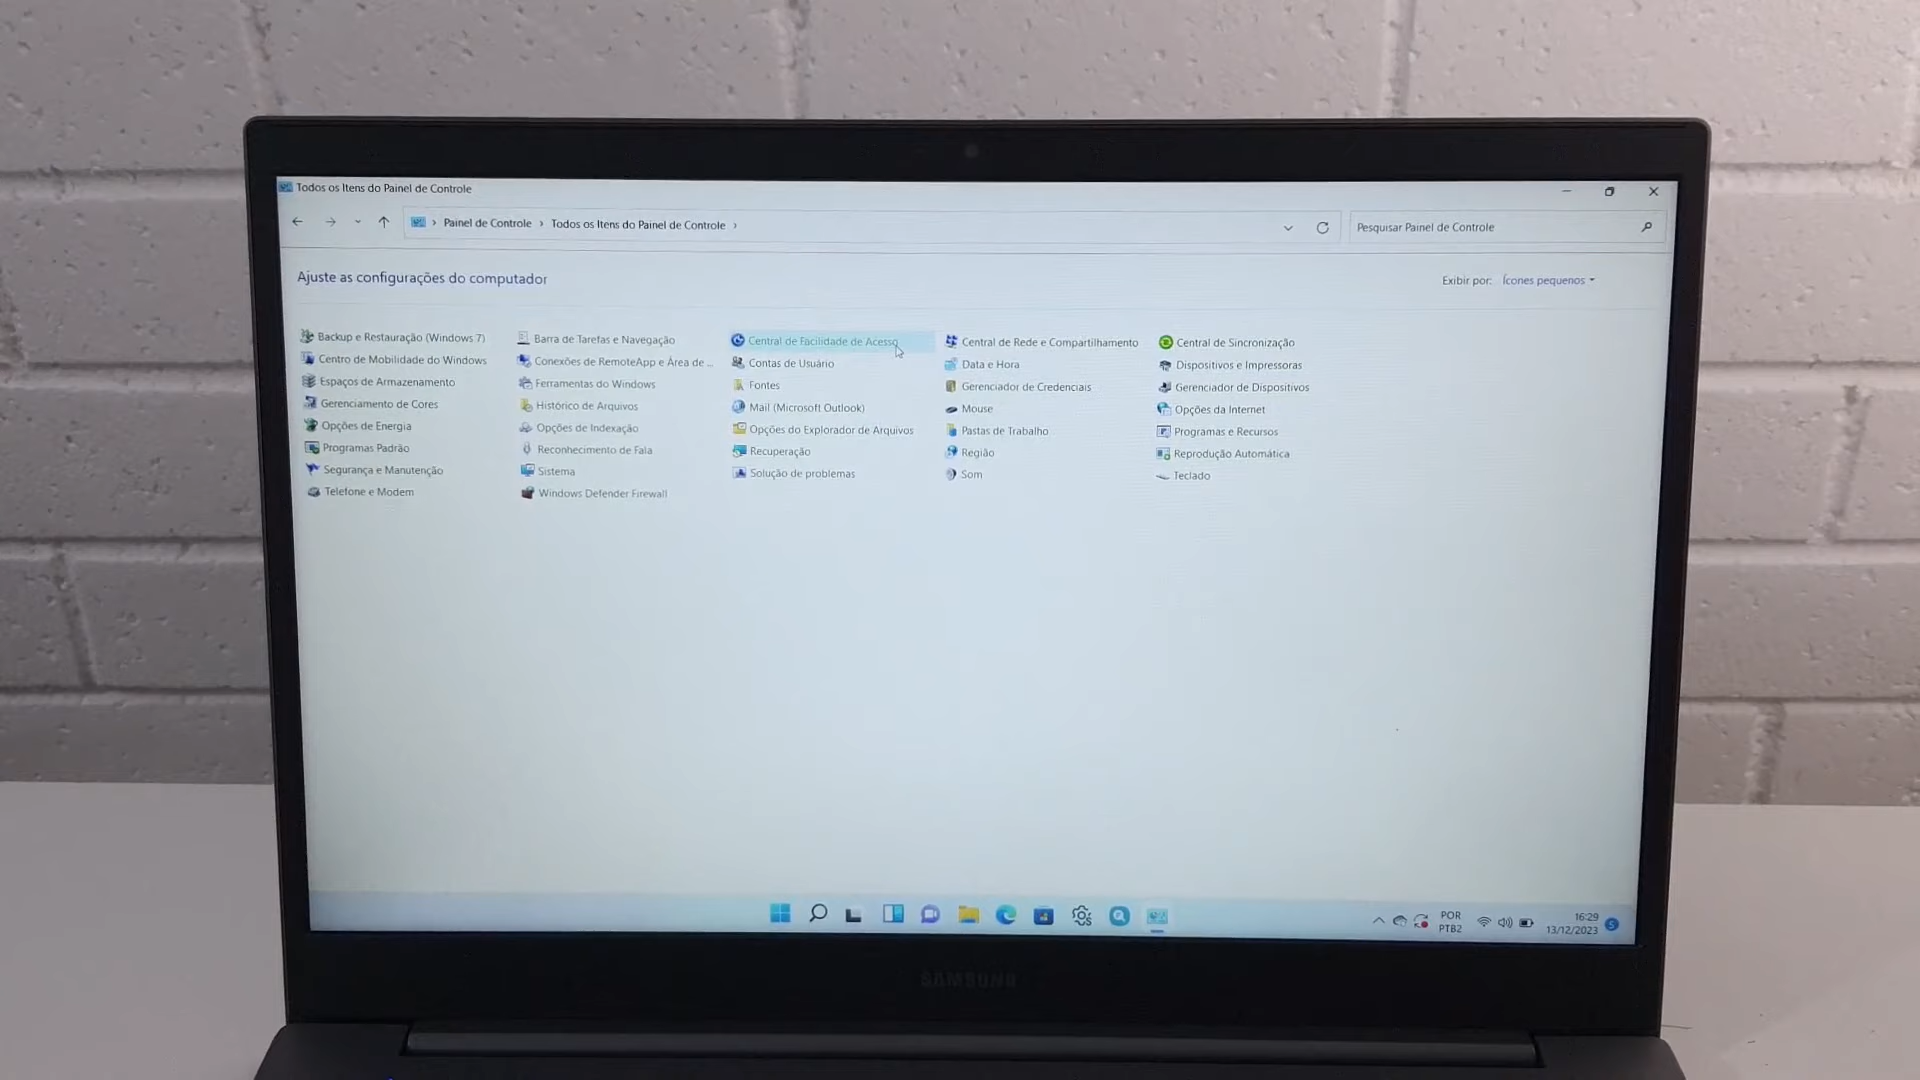 Todos os Itens do Painel de Controle
Painel de Controle > Todos os Itens do Painel de Controle >
Pesquisar Painel de Controle
Ajuste as configurações do computador
Exibir por: Ícones pequenos
Backup e Restauração (Windows 7)
Barra de Tarefas e Navegação
Central de Facilidade de Acesso
Central de Rede e Compartilhamento
Central de Sincronização
Centro de Mobilidade do Windows
Conexões de RemoteApp e Área de ...
Contas de Usuário
Data e Hora
Dispositivos e Impressoras
Espaços de Armazenamento
Ferramentas do Windows
Fontes
Gerenciador de Credenciais
Gerenciador de Dispositivos
Gerenciamento de Cores
Histórico de Arquivos
Mail (Microsoft Outlook)
Mouse
Opções da Internet
Opções de Energia
Opções de Indexação
Opções do Explorador de Arquivos
Pastas de Trabalho
Programas e Recursos
Programas Padrão
Reconhecimento de Fala
Recuperação
Região
Reprodução Automática
Segurança e Manutenção
Sistema
Solução de problemas
Som
Teclado
Telefone e Modem
Windows Defender Firewall
POR
PTB2
16:29
13/12/2023
5
SAMSUNG